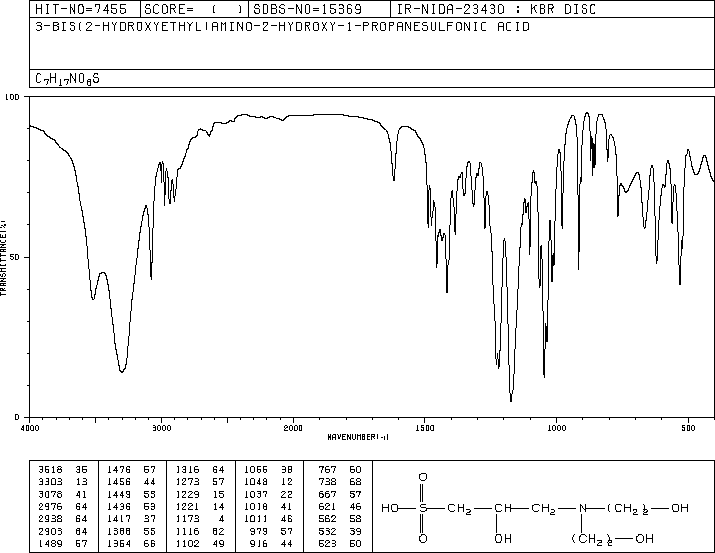 HIT-NO=7455 SCORE= ( ) SDBS-NO=15369 IR-NIDA-23430 : KBR DISC
3-BIS(2-HYDROXYETHYL)AMINO-2-HYDROXY-1-PROPANESULFONIC ACID
C7H17NO6S
100
TRANSMITTANCE(%)
50
0
4000 3000 2000 1500 1000 500
WAVENUMBER(-1)
3518 35 1476 57 1316 64 1066 38 767 60
3303 13 1456 44 1273 57 1048 12 738 68
3078 41 1449 55 1229 15 1037 22 667 57
2976 64 1436 53 1221 14 1018 41 621 46
2938 64 1417 37 1173 4 1011 46 562 58
2903 64 1388 55 1116 62 979 57 532 39
1489 57 1364 66 1102 49 916 44 523 50
O
HO S CH2 CH CH2 N (CH2)2 OH
O OH (CH2)2 OH